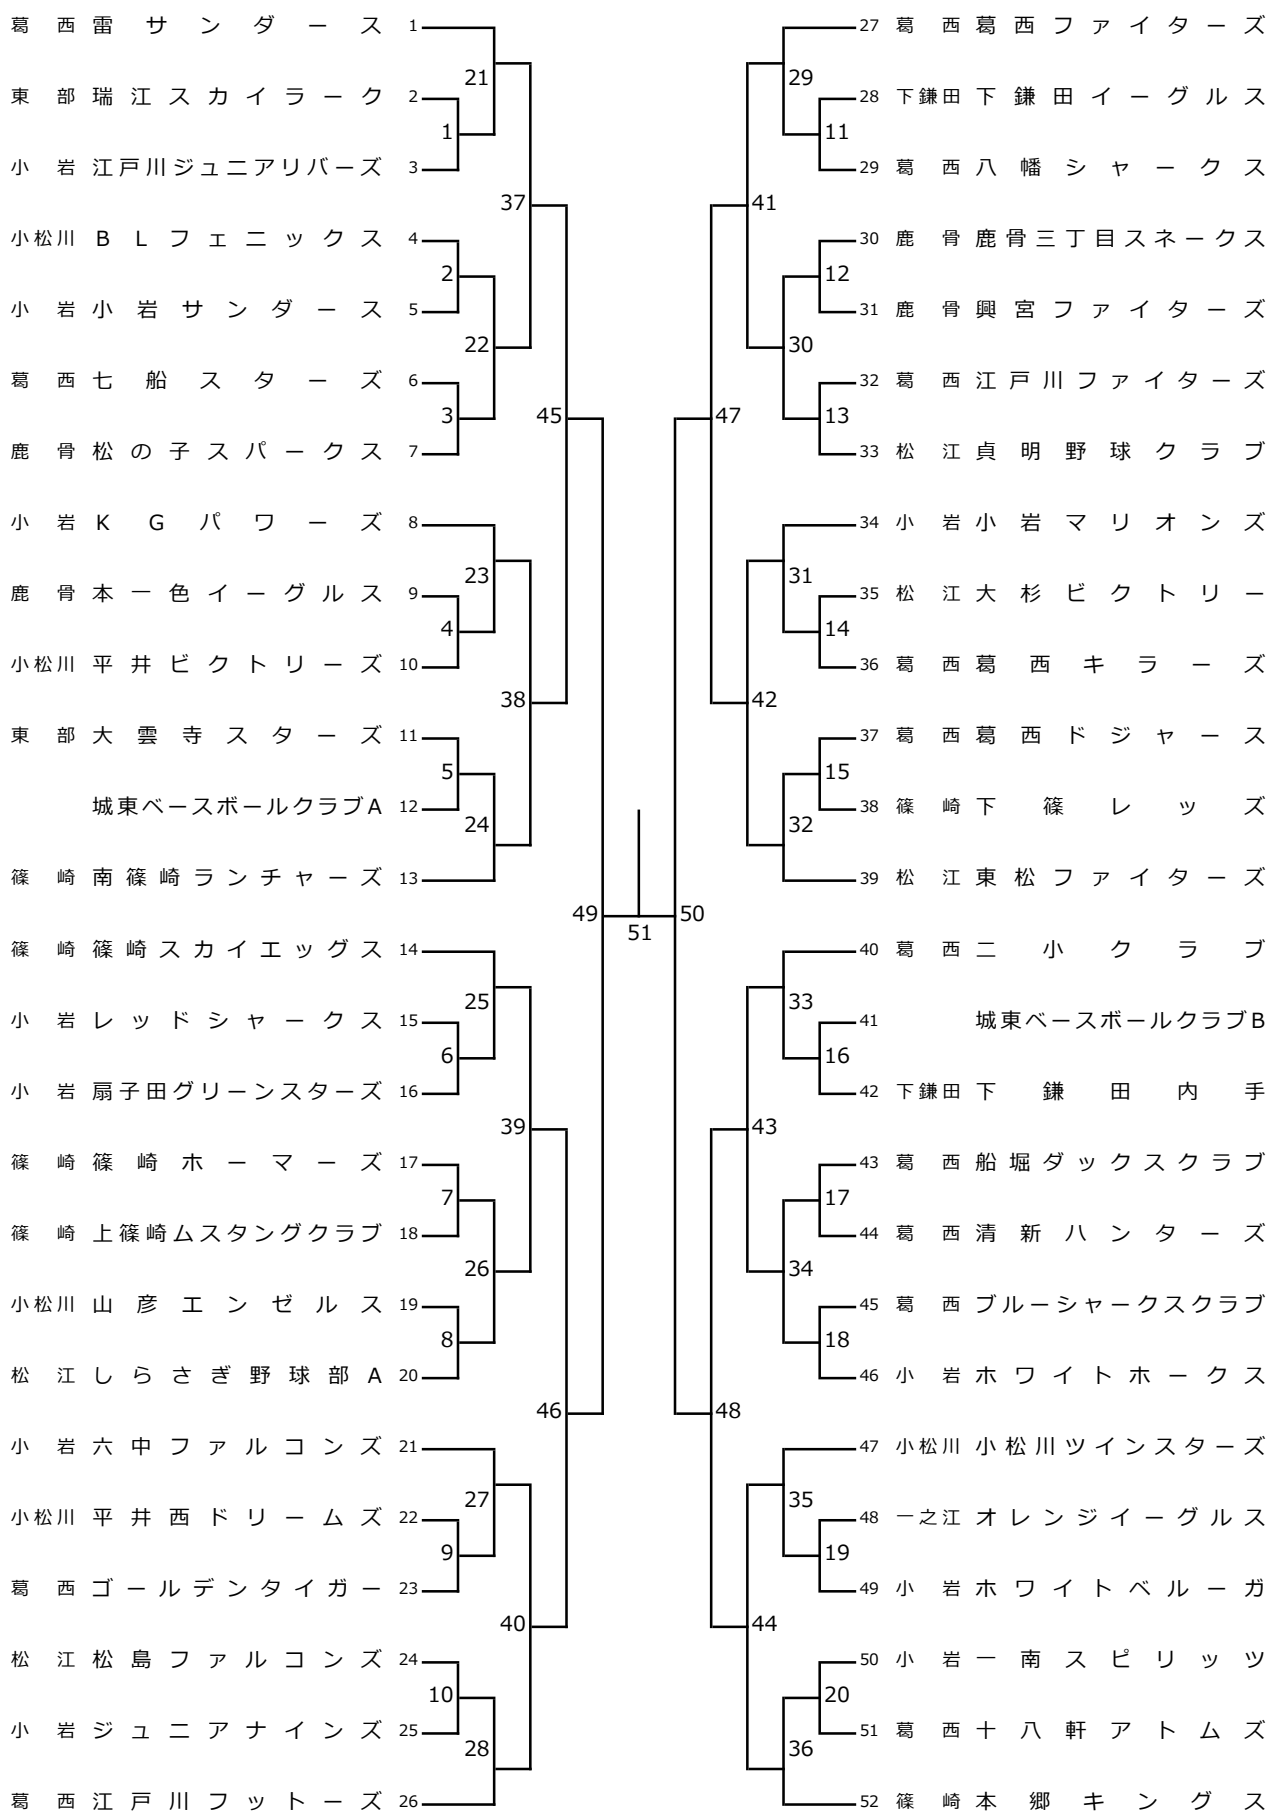 葛西 雷サンダース 1
21
東部 瑞江スカイラーク 2
1
小岩 江戸川ジュニアリバーズ 3
37
小松川 BLフェニックス 4
2
小岩 小岩サンダース 5
22
葛西 七船スターズ 6
3
45
鹿骨 松の子スパークス 7
小岩 KGパワーズ 8
23
鹿骨 本一色イーグルス 9
4
小松川 平井ビクトリーズ 10
38
東部 大雲寺スターズ 11
5
城東ベースボールクラブA 12
24
篠崎 南篠崎ランチャーズ 13
49
篠崎 篠崎スカイエッグス 14
25
小岩 レッドシャークス 15
6
小岩 扇子田グリーンスターズ 16
39
篠崎 篠崎ホーマーズ 17
7
篠崎 上篠崎ムスタングクラブ 18
26
小松川 山彦エンゼルス 19
8
松江 しらさぎ野球部A 20
46
小岩 六中ファルコンズ 21
27
小松川 平井西ドリームズ 22
9
葛西 ゴールデンタイガー 23
40
松江 松島ファルコンズ 24
10
小岩 ジュニアナインズ 25
28
葛西 江戸川フットーズ 26
51
27 葛西 葛西ファイターズ
29
28 下鎌田 下鎌田イーグルス
11
29 葛西 八幡シャークス
41
30 鹿骨 鹿骨三丁目スネークス
12
31 鹿骨 興宮ファイターズ
30
32 葛西 江戸川ファイターズ
13
47
33 松江 貞明野球クラブ
34 小岩 小岩マリオンズ
31
35 松江 大杉ビクトリー
14
36 葛西 葛西キラーズ
42
37 葛西 葛西ドジャース
15
38 篠崎 下篠レッズ
32
39 松江 東松ファイターズ
50
40 葛西 二小クラブ
33
41 城東ベースボールクラブB
16
42 下鎌田 下鎌田内手
43
43 葛西 船堀ダックスクラブ
17
44 葛西 清新ハンターズ
34
45 葛西 ブルーシャークスクラブ
18
46 小岩 ホワイトホークス
48
47 小松川 小松川ツインスターズ
35
48 一之江 オレンジイーグルス
19
49 小岩 ホワイトベルーガ
44
50 小岩 一南スピリッツ
20
51 葛西 十八軒アトムズ
36
52 篠崎 本郷キングス